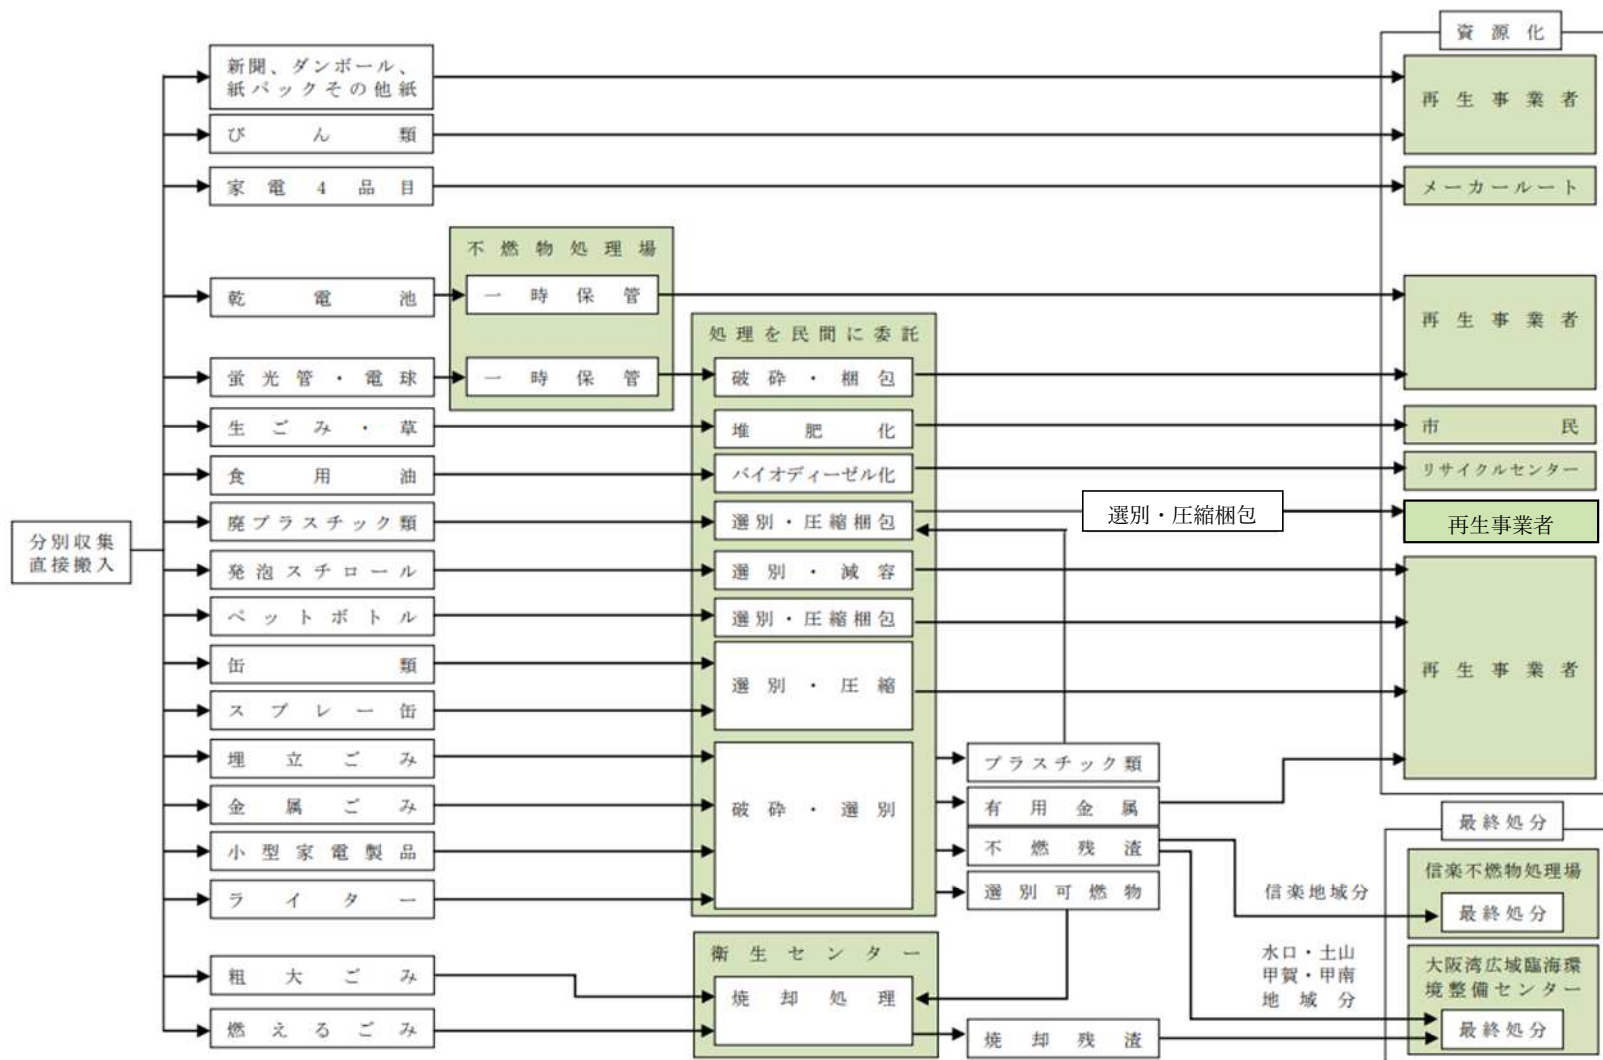 資源化
新聞、ダンボール、
紙パックその他紙
再生事業者
びん類
家電4品目
メーカールート
不燃物処理場
乾電池
一時保管
再生事業者
処理を民間に委託
蛍光管・電球
一時保管
破砕・梱包
生ごみ・草
堆肥化
市民
食用油
バイオディーゼル化
リサイクルセンター
廃プラスチック類
選別・圧縮梱包
選別・圧縮梱包
再生事業者
分別収集
直接搬入
発泡スチロール
選別・減容
ペットボトル
選別・圧縮梱包
缶類
選別・圧縮
再生事業者
スプレー缶
埋立ごみ
プラスチック類
金属ごみ
破砕・選別
有用金属
最終処分
小型家電製品
不燃残渣
信楽不燃物処理場
ライター
選別可燃物
信楽地域分
最終処分
衛生センター
水口・土山
甲賀・甲南
地域分
大阪湾広域臨海環
境整備センター
粗大ごみ
焼却処理
燃えるごみ
焼却残渣
最終処分